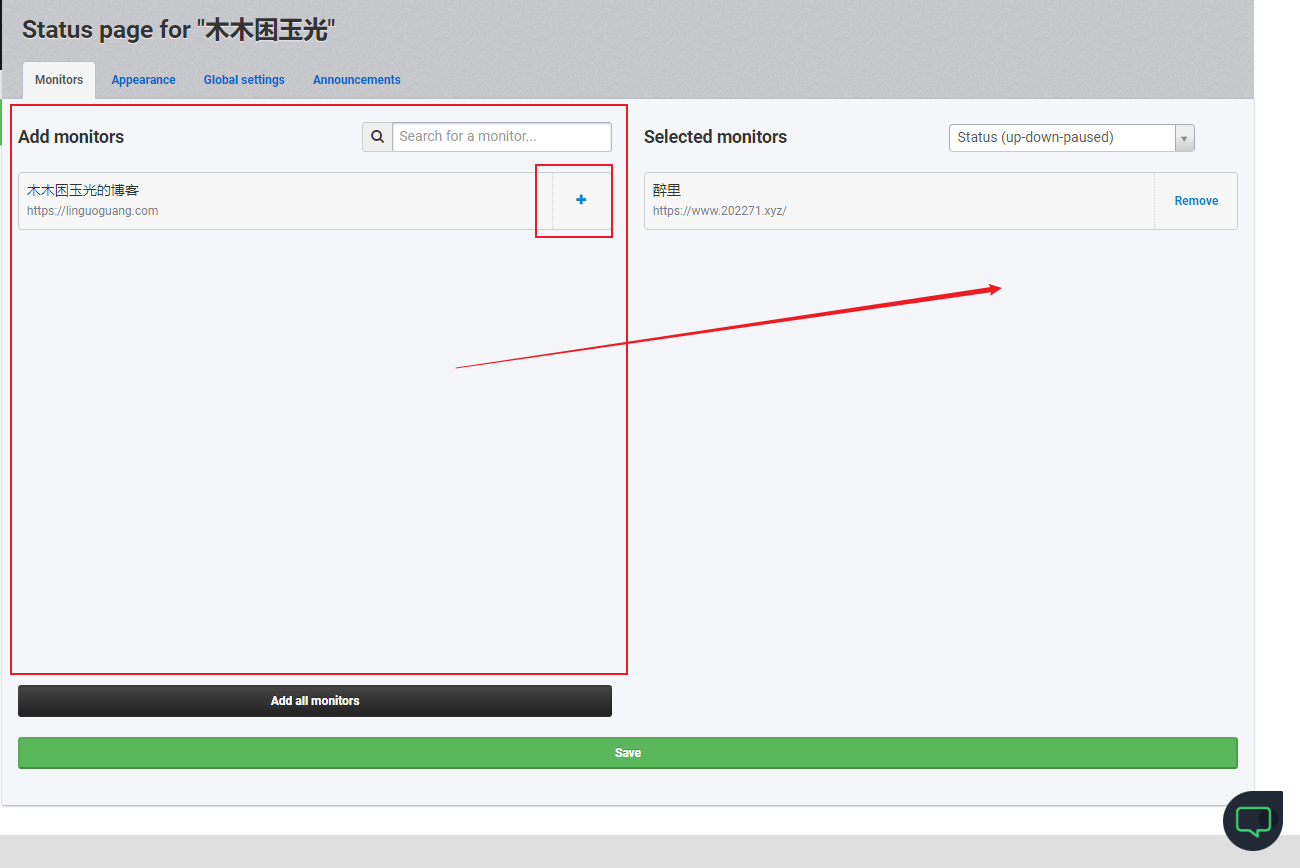 Status page for "木木困玉光"
Monitors
Appearance
Global settings
Announcements
Add monitors
Search for a monitor...
木木困玉光的博客
https://linguoguang.com
+
Add all monitors
Selected monitors
Status (up-down-paused)
醉里
https://www.202271.xyz/
Remove
Save